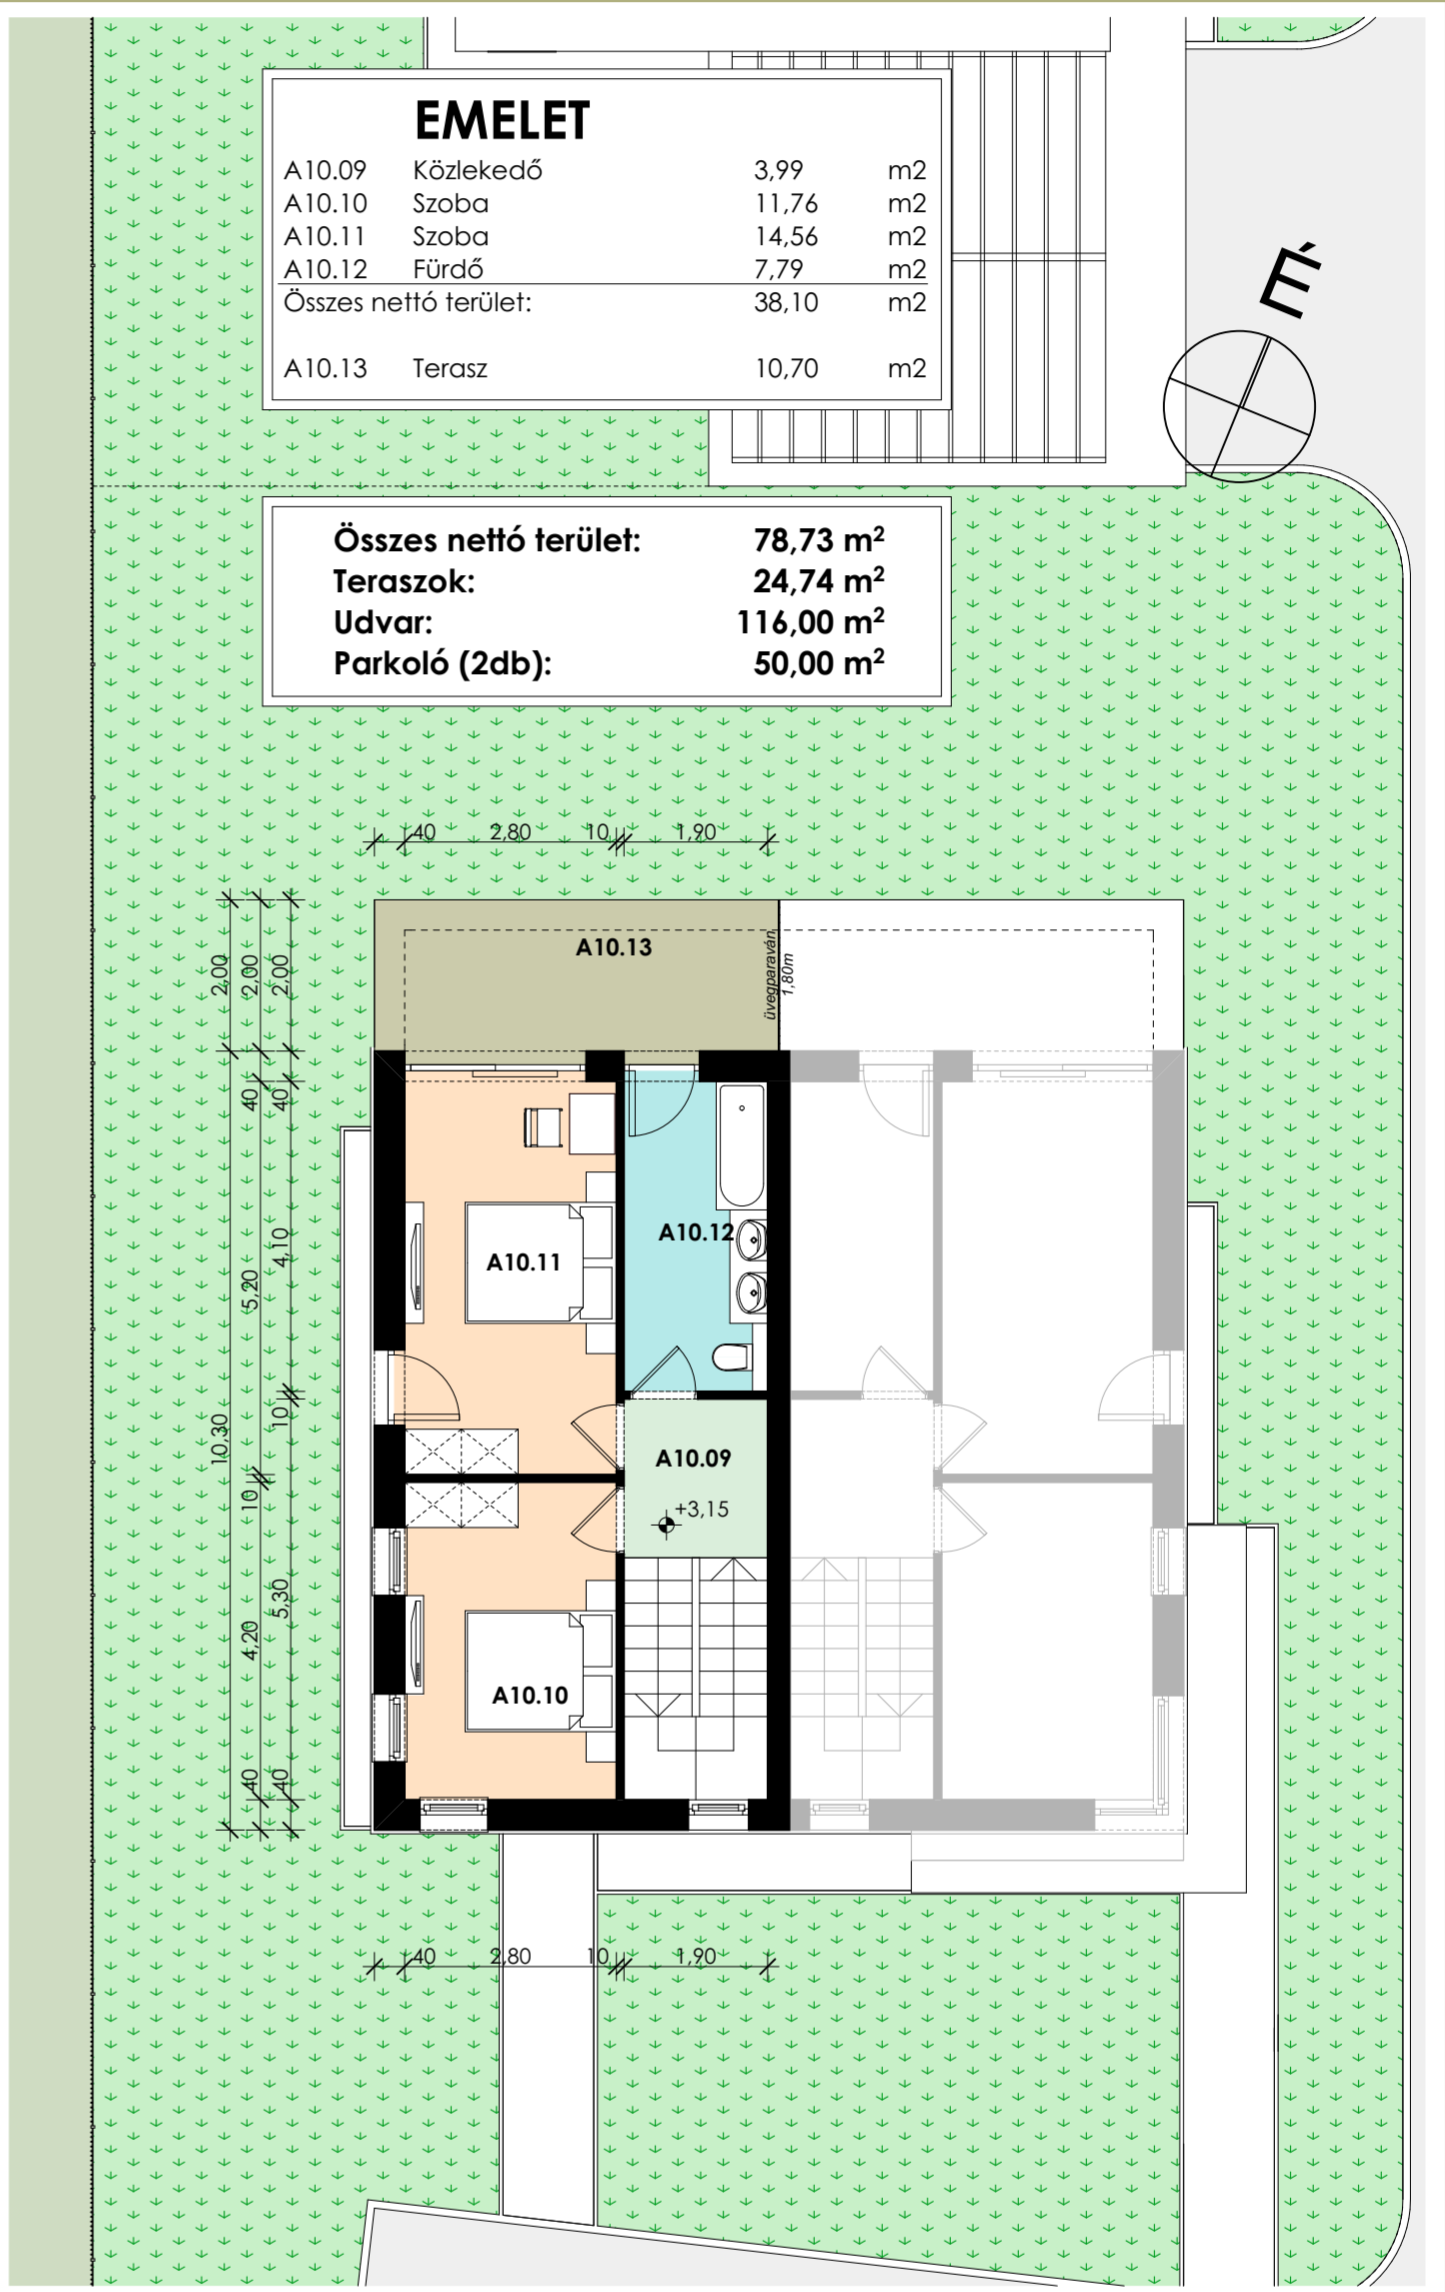 EMELET
A10.09 Közlekedő 3,99 m2
A10.10 Szoba 11,76 m2
A10.11 Szoba 14,56 m2
A10.12 Fürdő 7,79 m2
Összes nettó terület: 38,10 m2
A10.13 Terasz 10,70 m2
É
Összes nettó terület: 78,73 m²
Teraszok: 24,74 m²
Udvar: 116,00 m²
Parkoló (2db): 50,00 m²
40 2,80 10 1,90
A10.13
üvegparaván
1,80m
2,00 2,00 2,00
40 40
A10.12
A10.11
4,10
5,20
10,30
10
10
A10.09
+3,15
5,30
4,20
A10.10
40 40
40 2,80 10 1,90